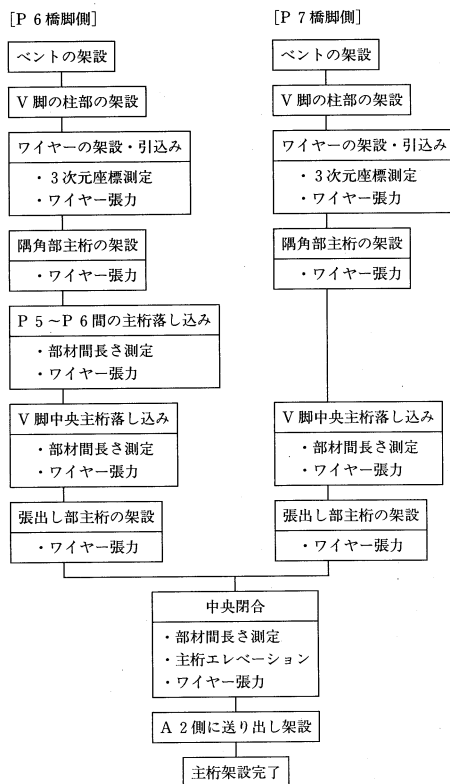 [P 6橋脚側]
ベントの架設
V脚の柱部の架設
ワイヤーの架設・引込み
・3次元座標測定
・ワイヤー張力
隅角部主桁の架設
・ワイヤー張力
P 5〜P 6間の主桁落し込み
・部材間長さ測定
・ワイヤー張力
V脚中央主桁落し込み
・部材間長さ測定
・ワイヤー張力
張出し部主桁の架設
・ワイヤー張力
[P 7橋脚側]
ベントの架設
V脚の柱部の架設
ワイヤーの架設・引込み
・3次元座標測定
・ワイヤー張力
隅角部主桁の架設
・ワイヤー張力
V脚中央主桁落し込み
・部材間長さ測定
・ワイヤー張力
張出し部主桁の架設
・ワイヤー張力
中央閉合
・部材間長さ測定
・主桁エレベーション
・ワイヤー張力
A 2側に送り出し架設
主桁架設完了